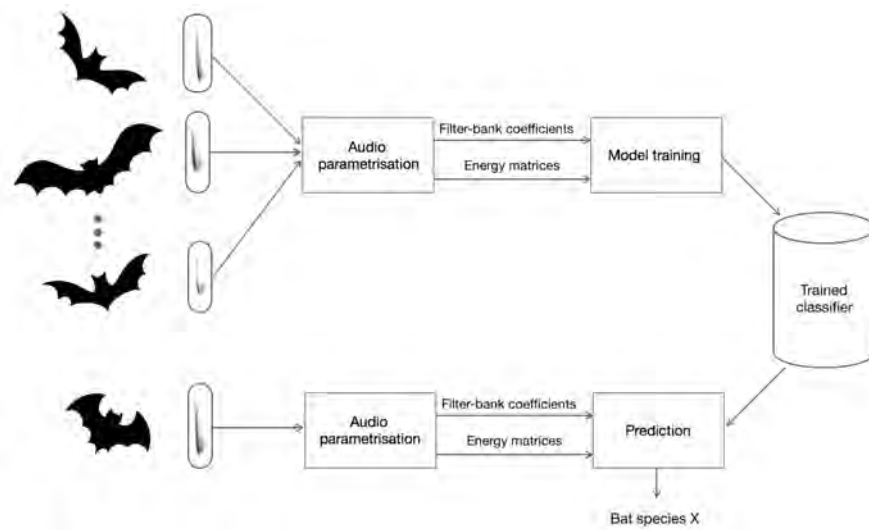 Audio
parametrisation
Filter-bank coefficients
Energy matrices
Model training
Trained
classifier
Audio
parametrisation
Filter-bank coefficients
Energy matrices
Prediction
Bat species X